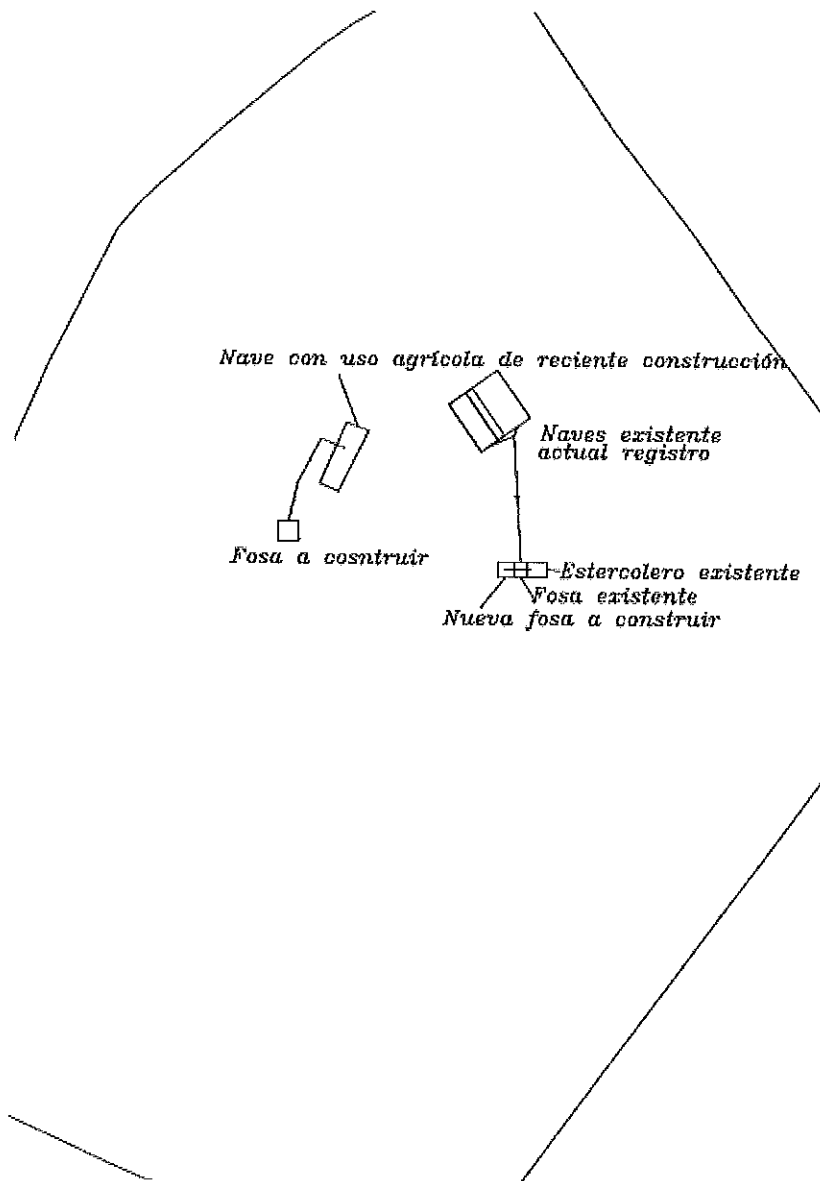 Nave con uso agrícola de reciente construcción
Naves existente
actual registro
Fosa a cosntruir
Estercolero existente
Fosa existente
Nueva fosa a construir